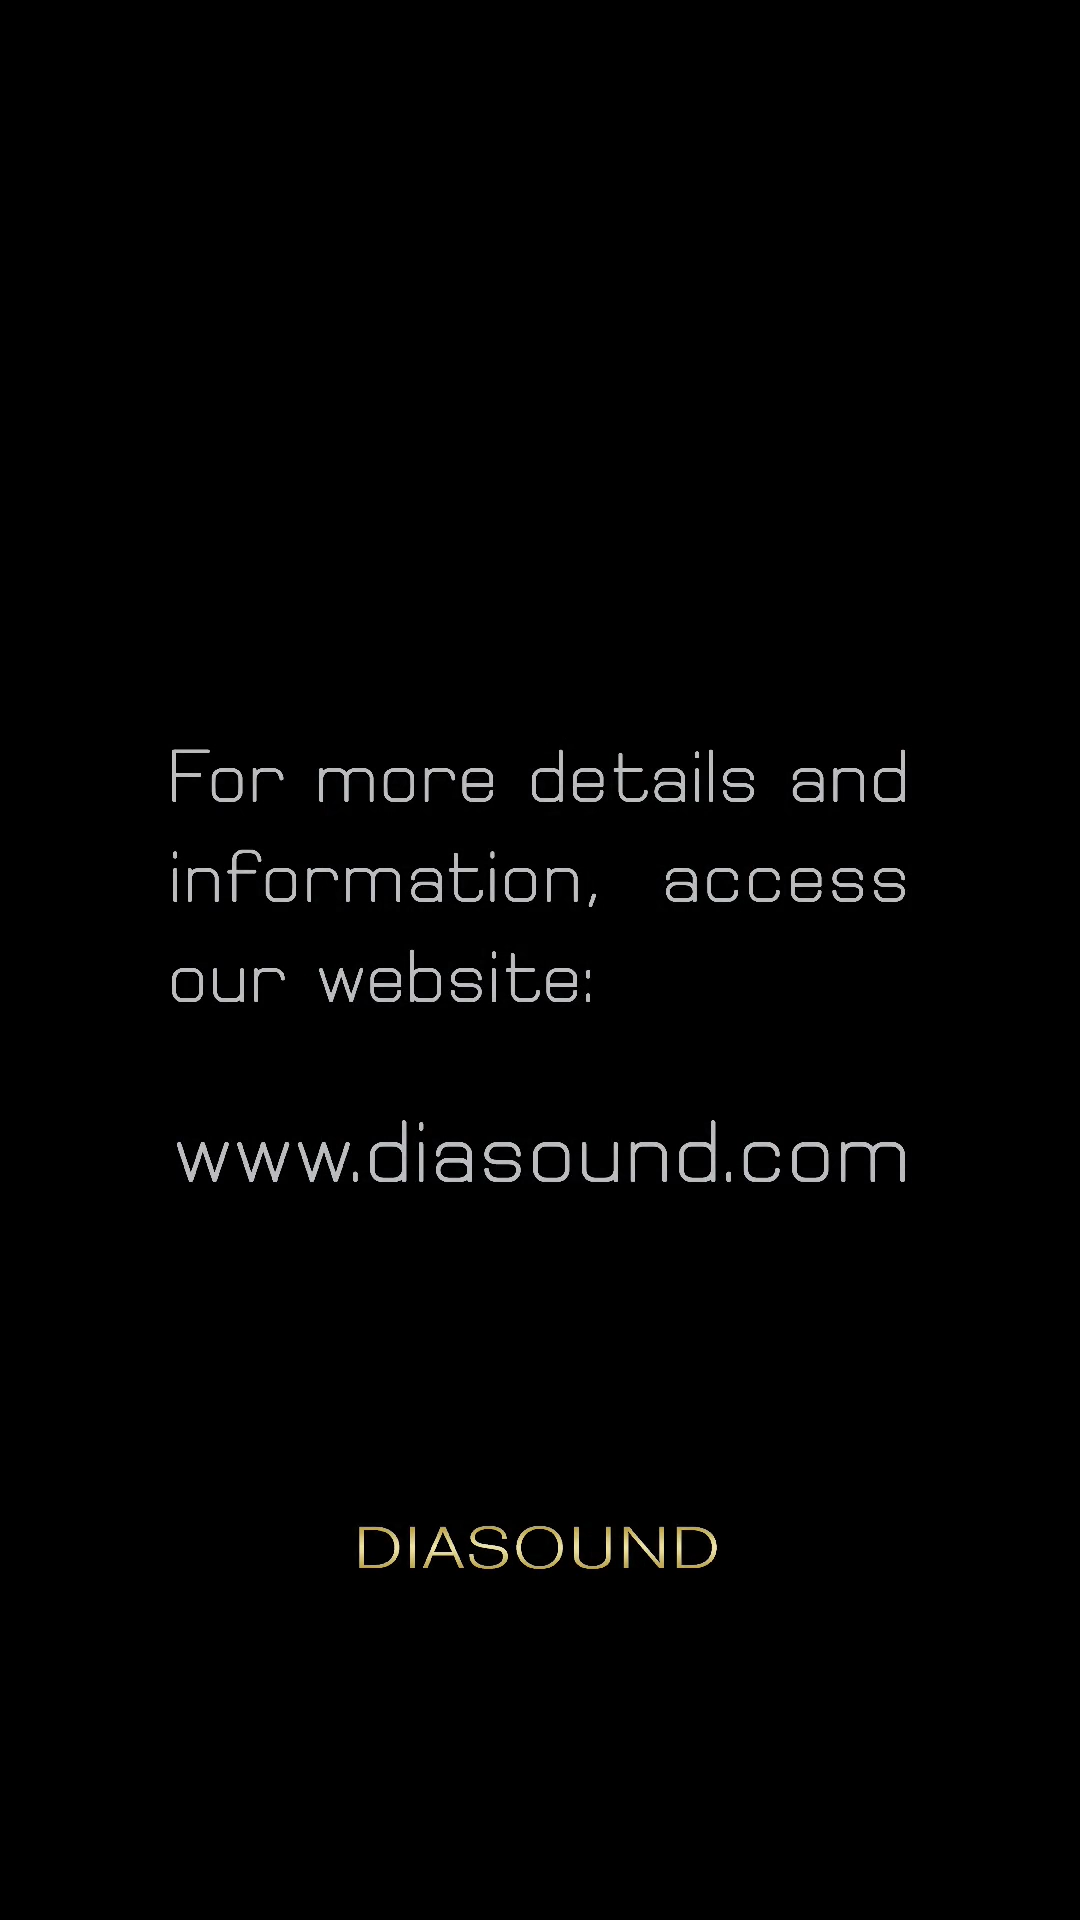 For more details and
information, access
our website:
www.diasound.com
DIASOUND